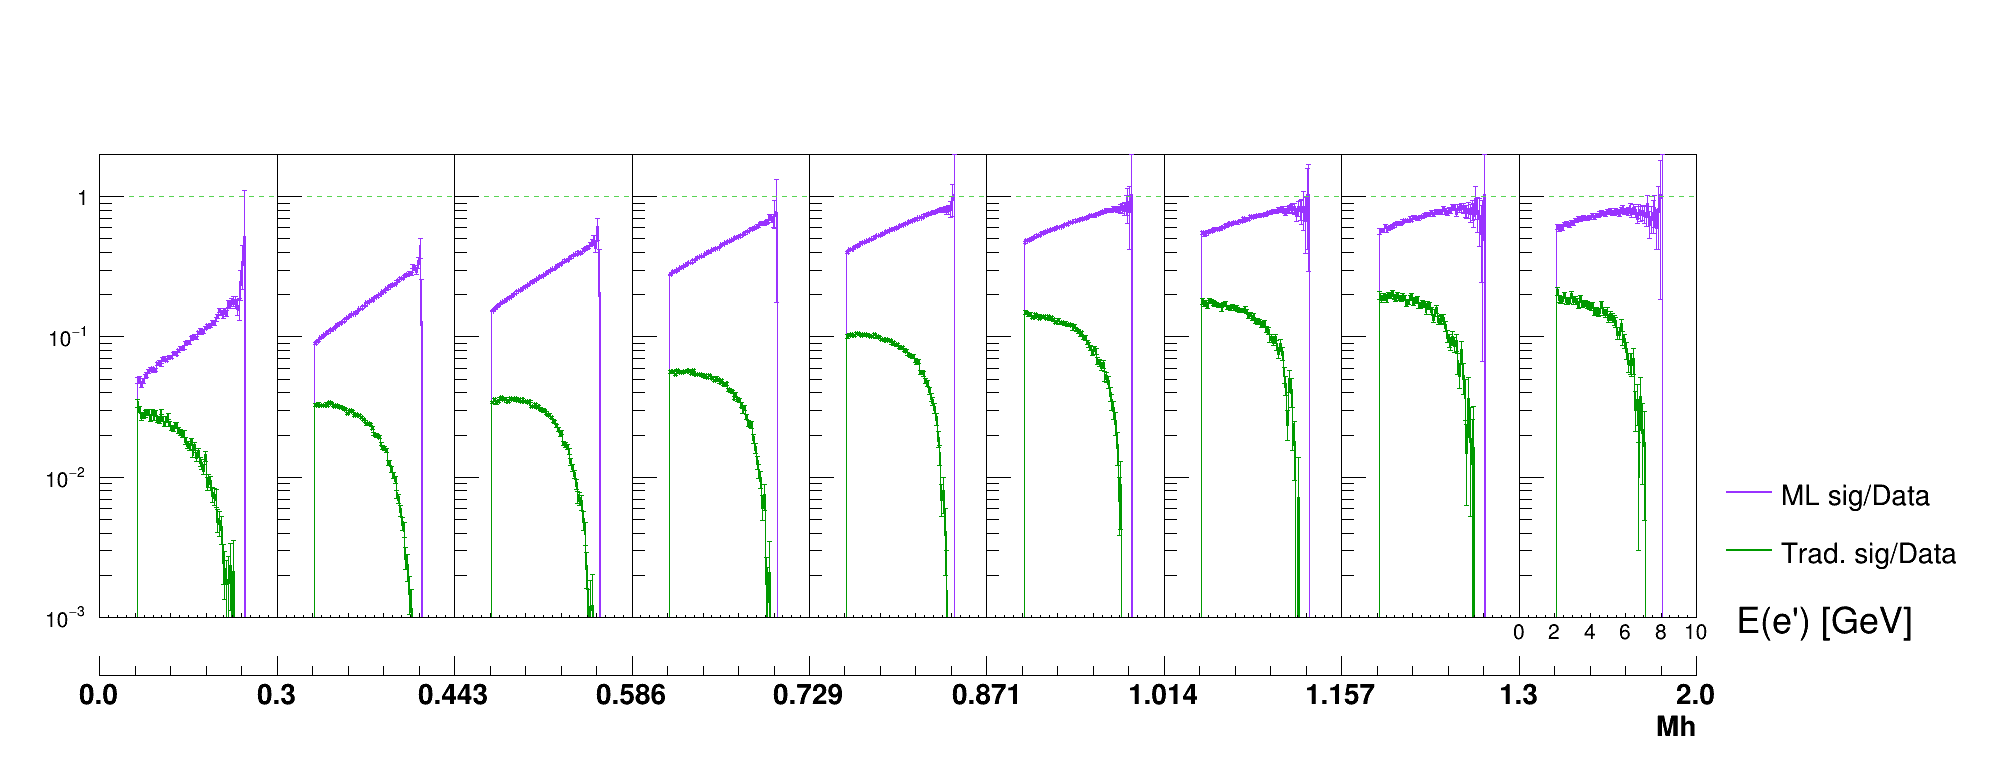 1
10⁻¹
10⁻²
10⁻³
ML sig/Data
Trad. sig/Data
E(e') [GeV]
0 2 4 6 8 10
0.0 0.3 0.443 0.586 0.729 0.871 1.014 1.157 1.3 2.0
Mh